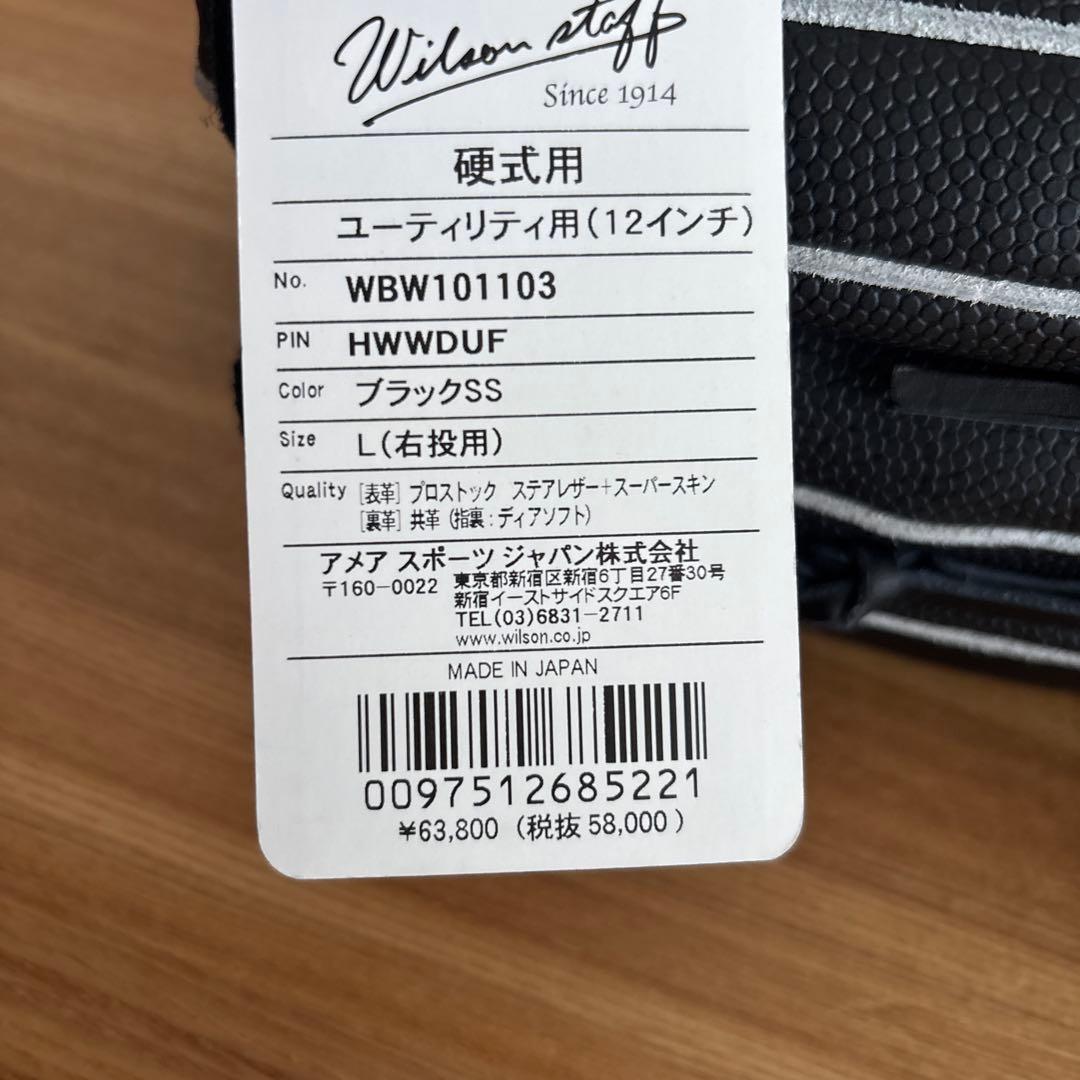 Wilson staff
Since 1914
硬式用
ユーティリティ用(12インチ)
No. WBW101103
PIN HWWDUF
Color ブラックSS
Size L(右投用)
Quality [表革] プロストック ステアレザー+スーパースキン
[裏革] 共革 (指裏:ディアソフト)
アメア スポーツ ジャパン株式会社
〒160-0022 東京都新宿区新宿6丁目27番30号
新宿イーストサイドスクエア6F
TEL(03)6831-2711
www.wilson.co.jp
MADE IN JAPAN
0097512685221
¥63,800 (税抜 58,000)